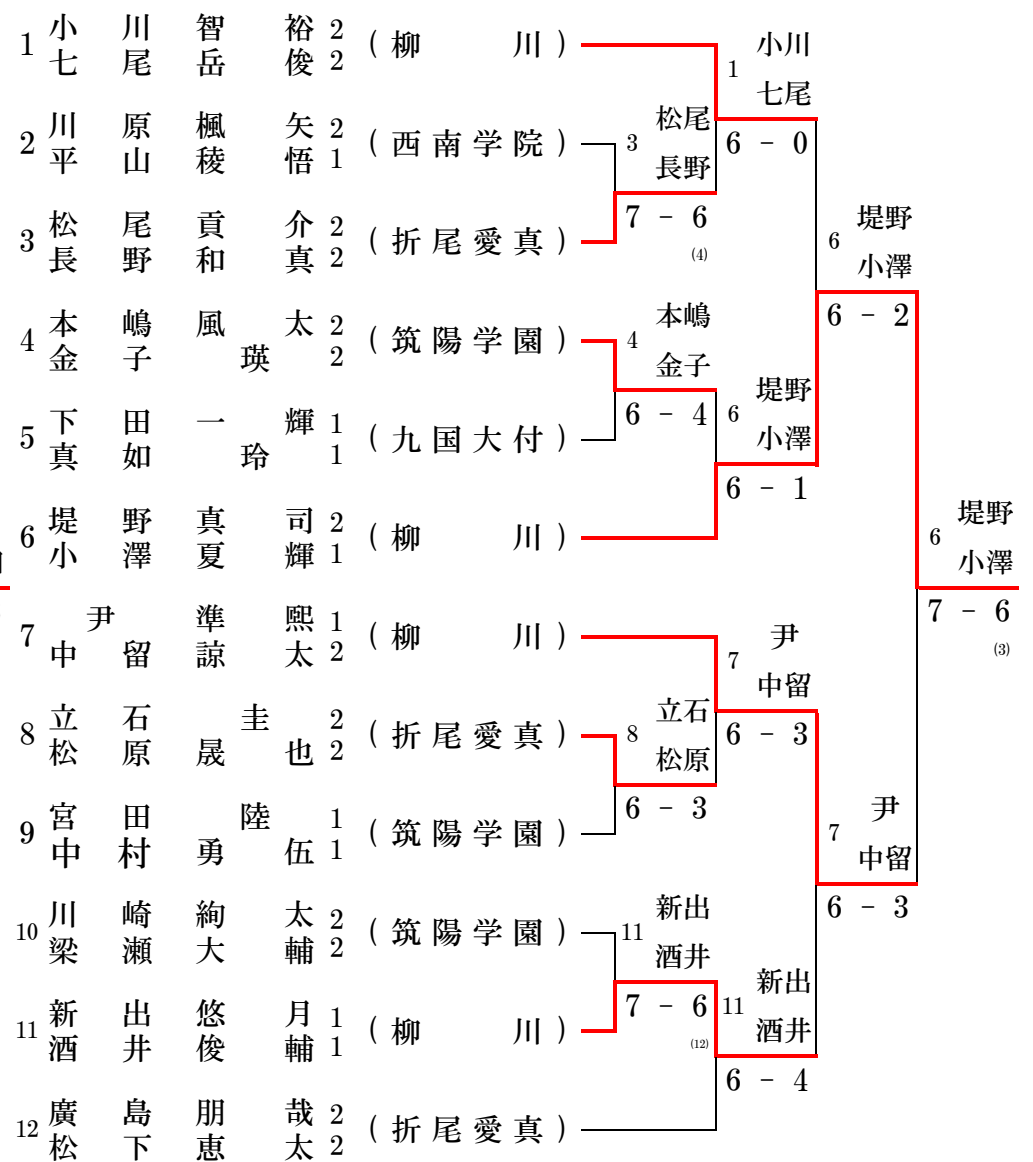 1 小川智裕 2 (柳川)
七尾岳俊 2
2 川原楓矢 2 (西南学院)
平山稜悟 1
3 松尾貢介 2 (折尾愛真)
長野和真 2
4 本嶋風太 2 (筑陽学園)
金子瑛 2
5 下田一輝 1 (九国大付)
真如玲 1
6 堤野真司 2 (柳川)
小澤夏輝 1
7 尹準熙 1 (柳川)
中留諒太 2
8 立石圭 2 (折尾愛真)
松原晟也 2
9 宮田陸 1 (筑陽学園)
中村勇伍 1
10 川崎絢太 2 (筑陽学園)
梁瀬大輔 2
11 新出悠月 1 (柳川)
酒井俊輔 1
12 廣島朋哉 2 (折尾愛真)
松下恵太 2
3 松尾
長野
7 - 6
(4)
4 本嶋
金子
6 - 4
8 立石
松原
6 - 3
11 新出
酒井
7 - 6
(12)
1 小川
七尾
6 - 0
6 堤野
小澤
6 - 1
7 尹
中留
6 - 3
11 新出
酒井
6 - 4
6 堤野
小澤
6 - 2
7 尹
中留
6 - 3
6 堤野
小澤
7 - 6
(3)